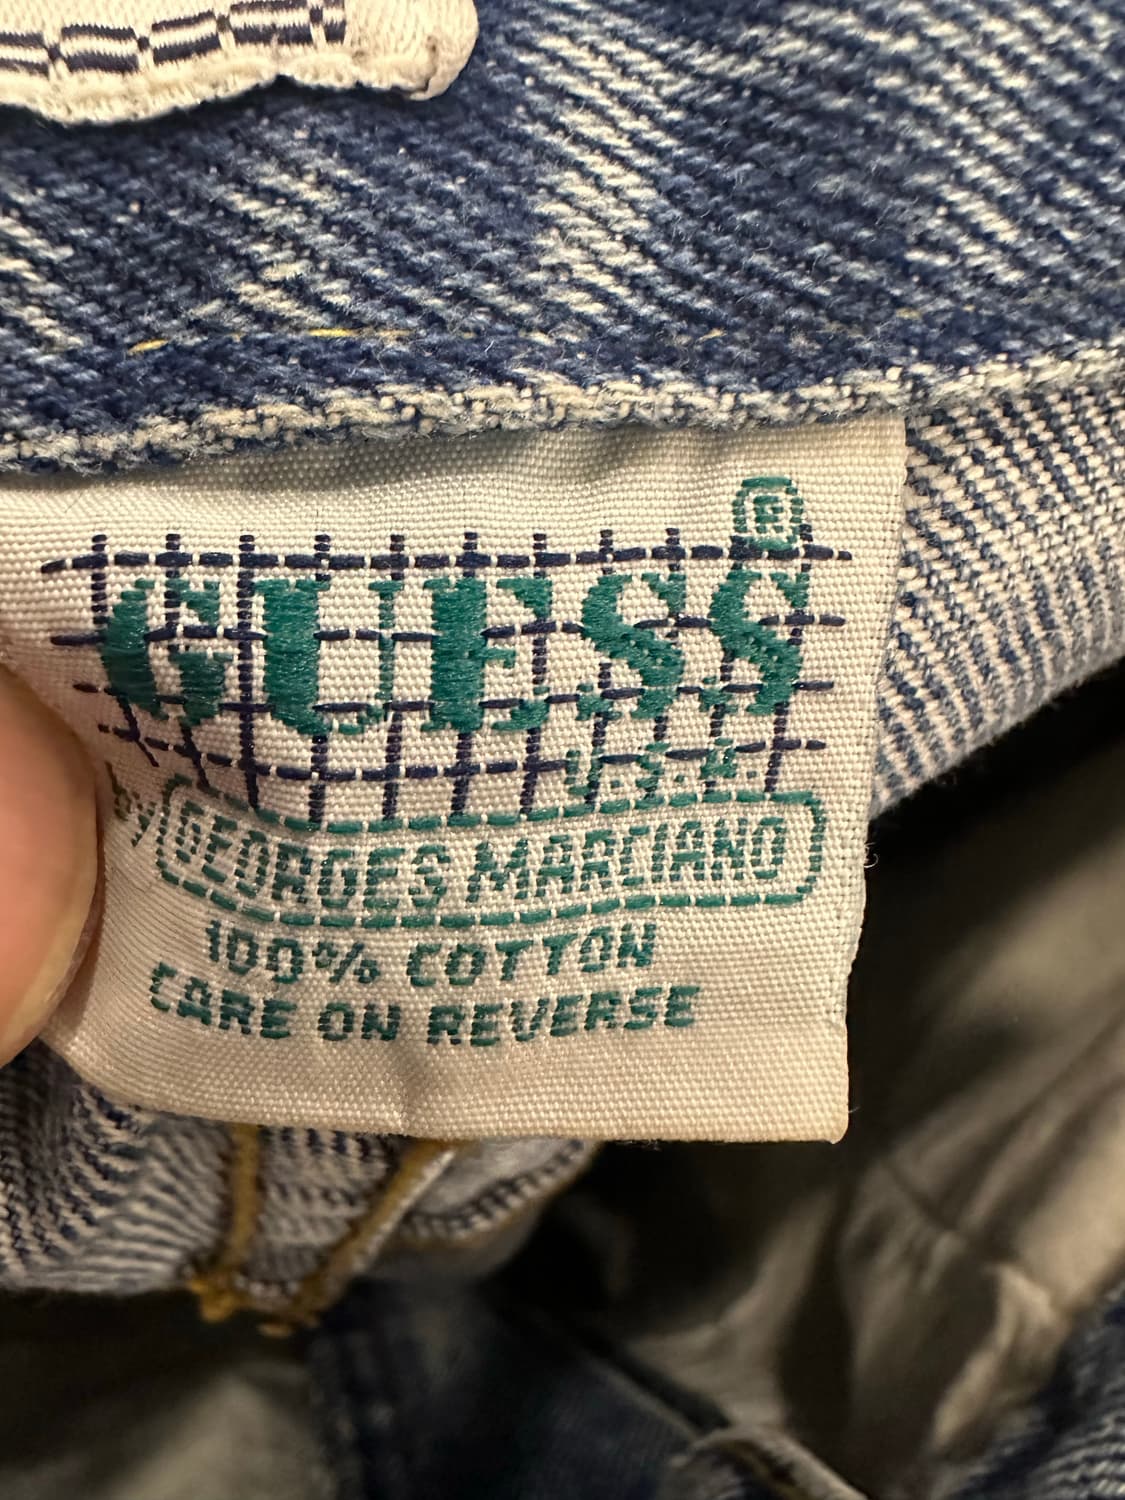 GUESS®
U.S.A.
by GEORGES MARCIANO
100% COTTON
CARE ON REVERSE